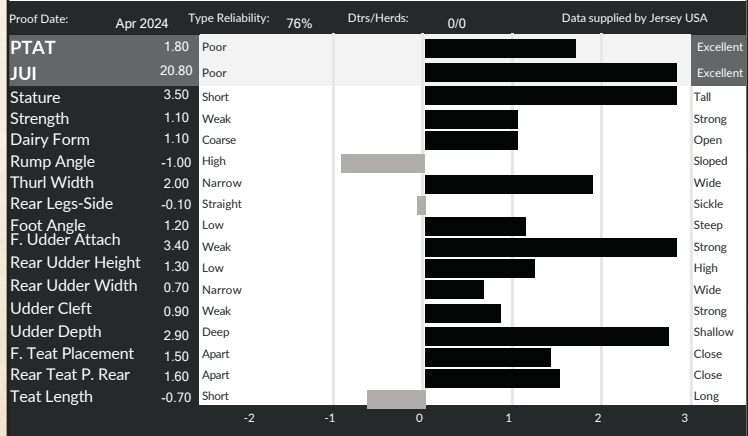 Proof Date: Apr 2024 Type Reliability: 76% Dtrs/Herds: 0/0 Data supplied by Jersey USA
PTAT 1.80 Poor Excellent
JUI 20.80 Poor Excellent
Stature 3.50 Short Tall
Strength 1.10 Weak Strong
Dairy Form 1.10 Coarse Open
Rump Angle -1.00 High Sloped
Thurl Width 2.00 Narrow Wide
Rear Legs-Side -0.10 Straight Sickle
Foot Angle 1.20 Low Steep
F. Udder Attach 3.40 Weak Strong
Rear Udder Height 1.30 Low High
Rear Udder Width 0.70 Narrow Wide
Udder Cleft 0.90 Weak Strong
Udder Depth 2.90 Deep Shallow
F. Teat Placement 1.50 Apart Close
Rear Teat P. Rear 1.60 Apart Close
Teat Length -0.70 Short Long
-2 -1 0 1 2 3